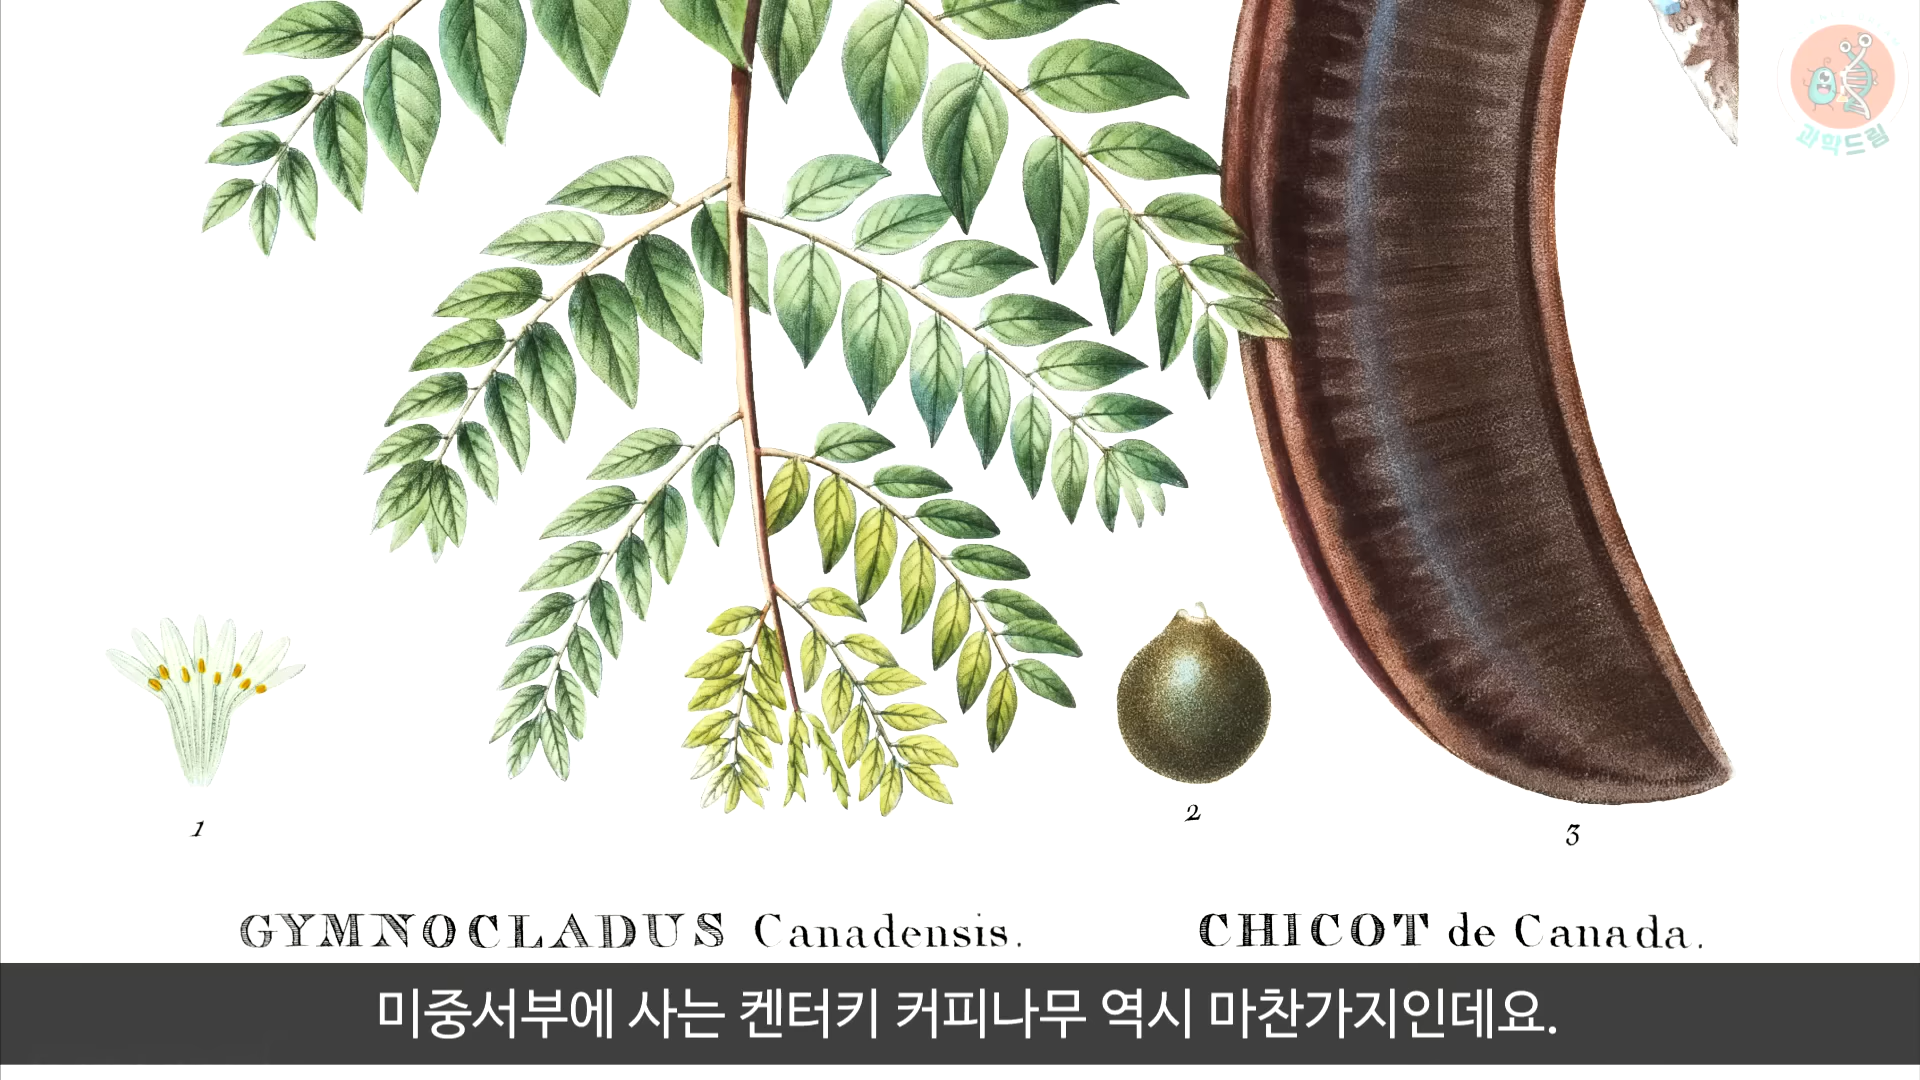 과학드림
1
2
3
GYMNOCLADUS Canadensis.
CHICOT de Canada.
미중서부에 사는 켄터키 커피나무 역시 마찬가지인데요.